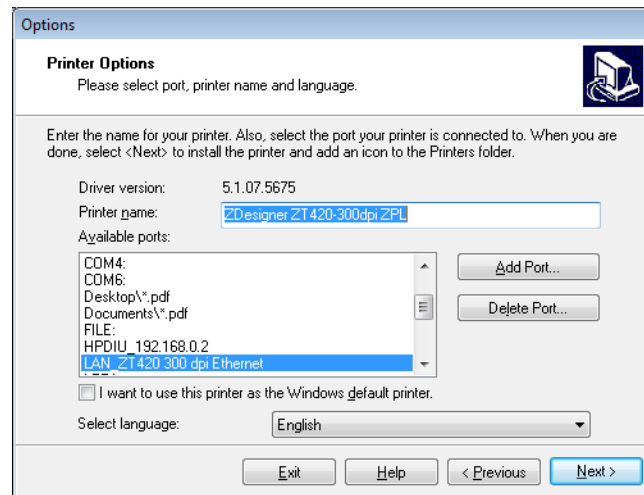 Options
Printer Options
Please select port, printer name and language.
Enter the name for your printer. Also, select the port your printer is connected to. When you are
done, select <Next> to install the printer and add an icon to the Printers folder.
Driver version: 5.1.07.5675
Printer name: ZDesigner ZT420-300dpi ZPL
Available ports:
COM4:
COM6:
Desktop\*.pdf
Documents\*.pdf
FILE:
HPDIU_192.168.0.2
LAN_ZT420 300 dpi Ethernet
Add Port...
Delete Port...
I want to use this printer as the Windows default printer.
Select language: English
Exit Help < Previous Next >